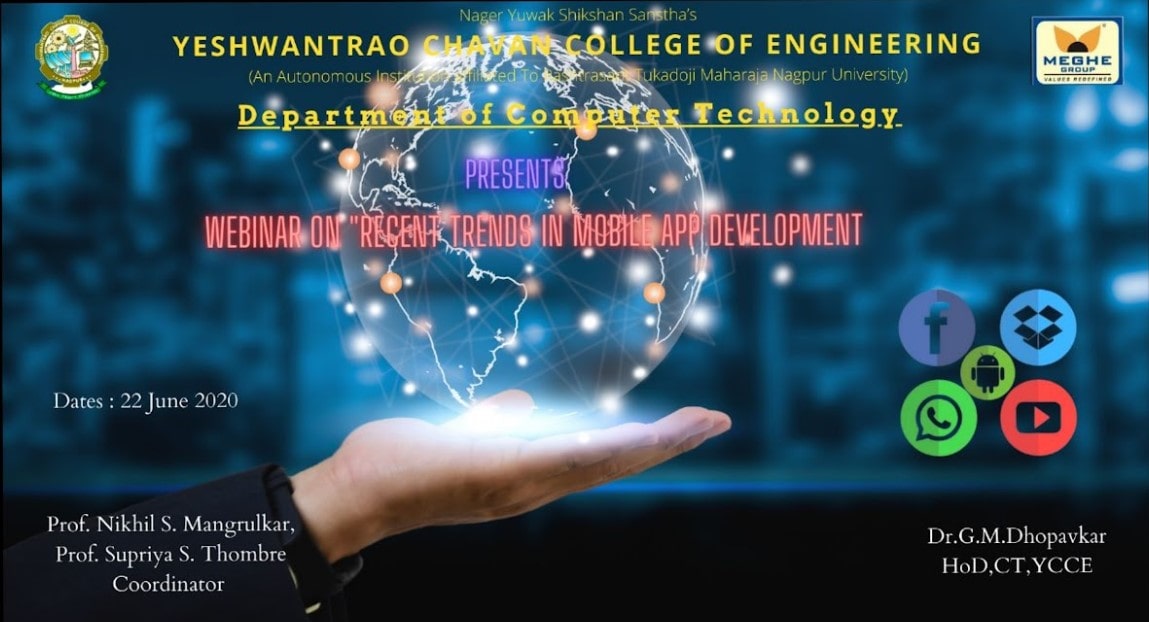 Nager Yuwak Shikshan Sanstha's
YESHWANTRAO CHAVAN COLLEGE OF ENGINEERING
(An Autonomous Institution affiliated To Rashtrasant Tukadoji Maharaja Nagpur University)
MEGHE
GROUP
VALUES REDEFINED
Department of Computer Technology
PRESENTS
WEBINAR ON "RECENT TRENDS IN MOBILE APP DEVELOPMENT
Dates : 22 June 2020
Prof. Nikhil S. Mangrulkar,
Prof. Supriya S. Thombre
Coordinator
Dr.G.M.Dhopavkar
HoD,CT,YCCE